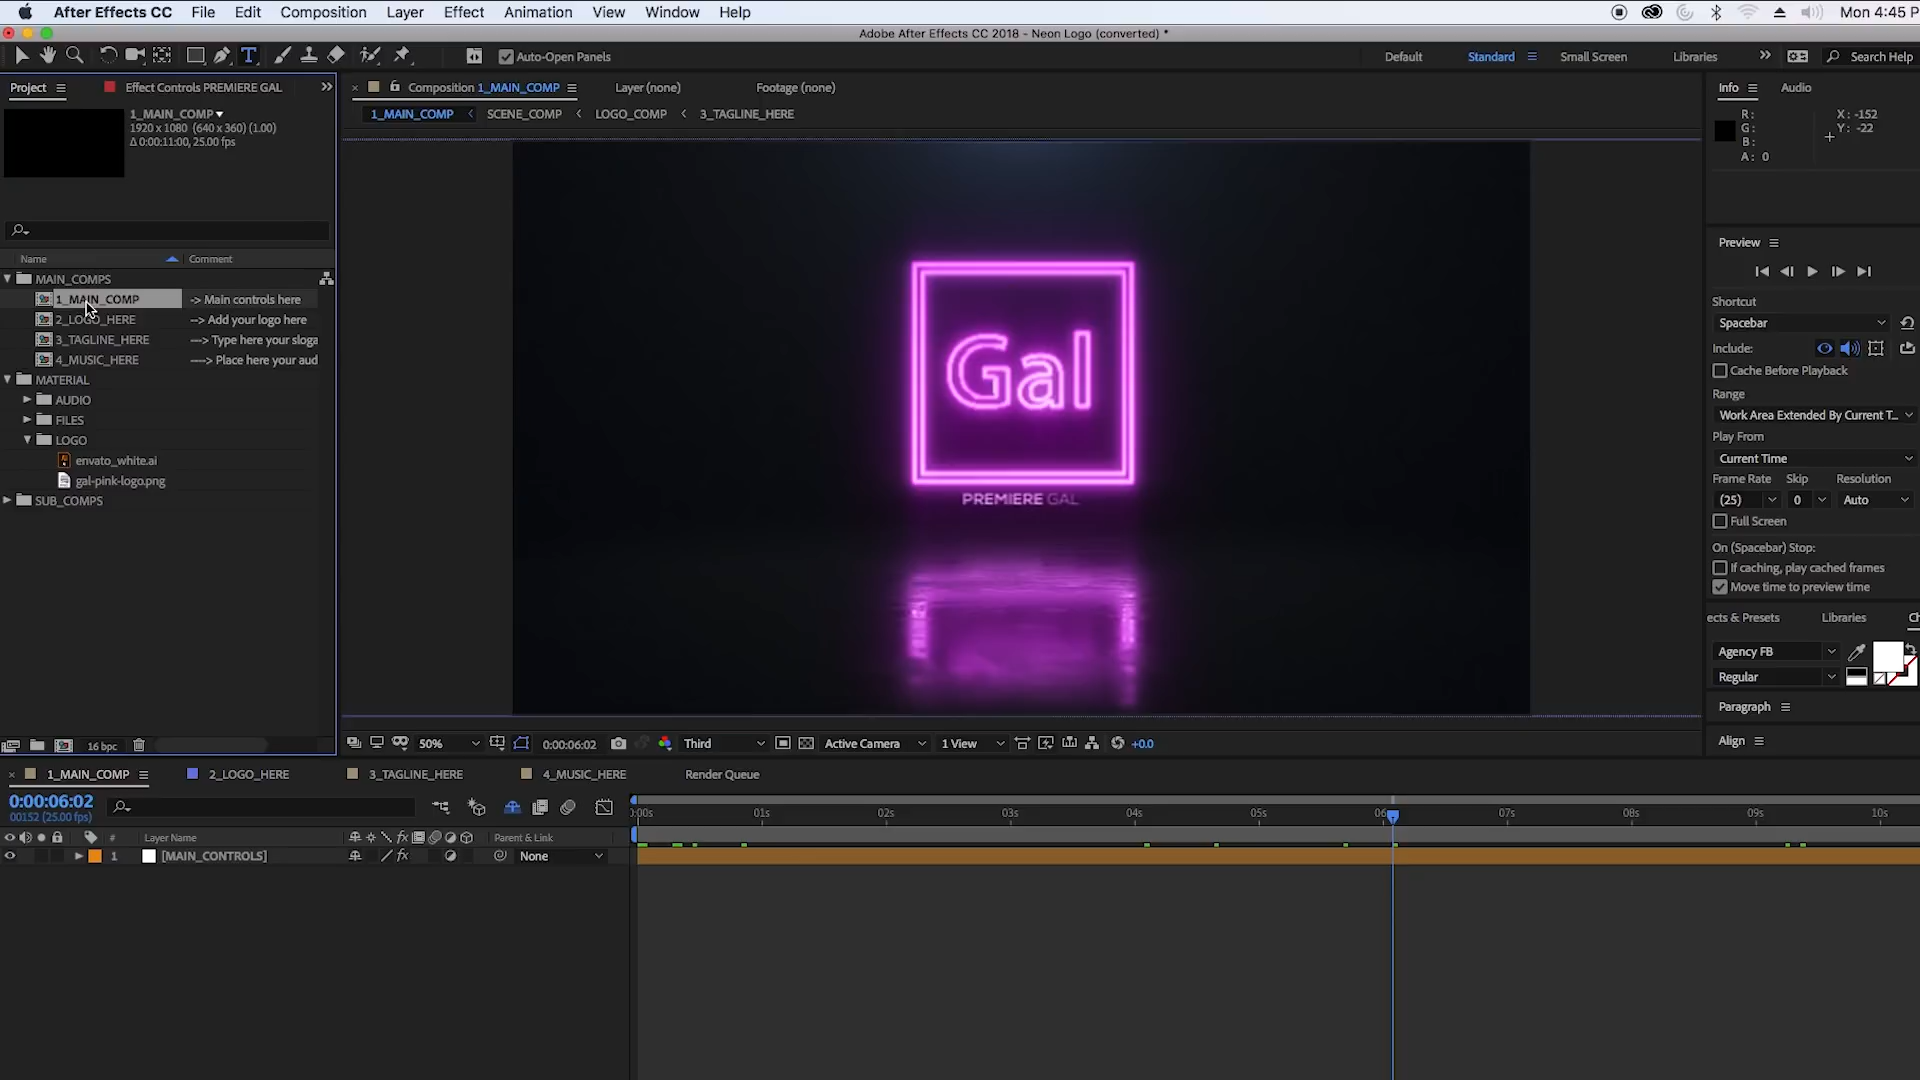 After Effects CC File Edit Composition Layer Effect Animation View Window Help Mon 4:45 P
Adobe After Effects CC 2018 - Neon Logo (converted) *
Auto-Open Panels Default Standard Small Screen Libraries Search Help
Project Effect Controls PREMIERE GAL
1_MAIN_COMP
1920 x 1080 (640 x 360) (1.00)
Δ 0:00:11:00, 25.00 fps
Name Comment
MAIN_COMPS
1_MAIN_COMP -> Main controls here
2_LOGO_HERE --> Add your logo here
3_TAGLINE_HERE ---> Type here your sloga
4_MUSIC_HERE ----> Place here your aud
MATERIAL
AUDIO
FILES
LOGO
envato_white.ai
gal-pink-logo.png
SUB_COMPS
16 bpc
Composition 1_MAIN_COMP Layer (none) Footage (none)
1_MAIN_COMP SCENE_COMP LOGO_COMP 3_TAGLINE_HERE
Gal
PREMIERE GAL
50% 0:00:06:02 Third Active Camera 1 View +0.0
Info Audio
R: X: -152
G: Y: -22
B:
A: 0
Preview
Shortcut
Spacebar
Include:
Cache Before Playback
Range
Work Area Extended By Current T...
Play From
Current Time
Frame Rate Skip Resolution
(25) 0 Auto
Full Screen
On (Spacebar) Stop:
If caching, play cached frames
Move time to preview time
ects & Presets Libraries Ch
Agency FB
Regular
Paragraph
Align
1_MAIN_COMP 2_LOGO_HERE 3_TAGLINE_HERE 4_MUSIC_HERE Render Queue
0:00:06:02
00152 (25.00 fps)
# Layer Name Parent & Link
1 [MAIN_CONTROLS] fx None
):00s 01s 02s 03s 04s 05s 06 07s 08s 09s 10s